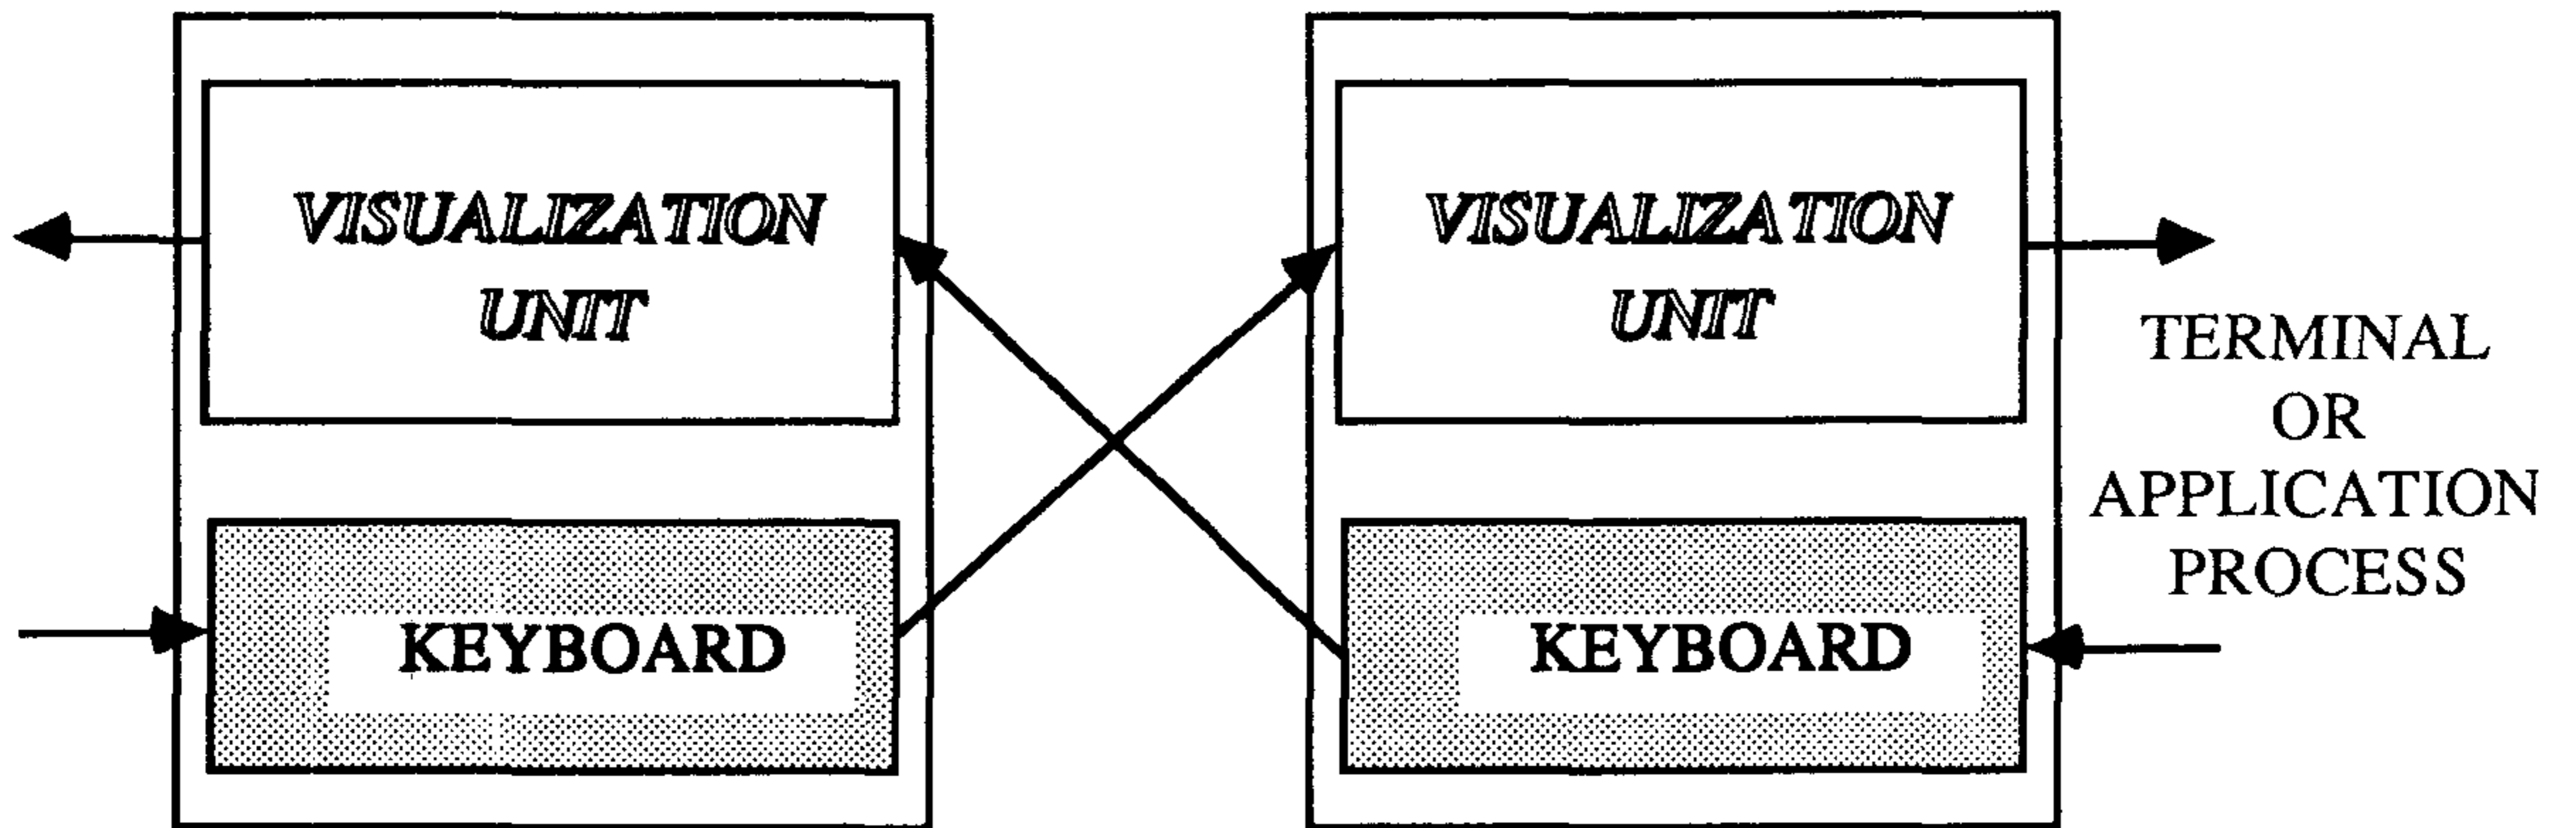 VISUALIZATION
UNIT
KEYBOARD
VISUALIZATION
UNIT
KEYBOARD
TERMINAL
OR
APPLICATION
PROCESS